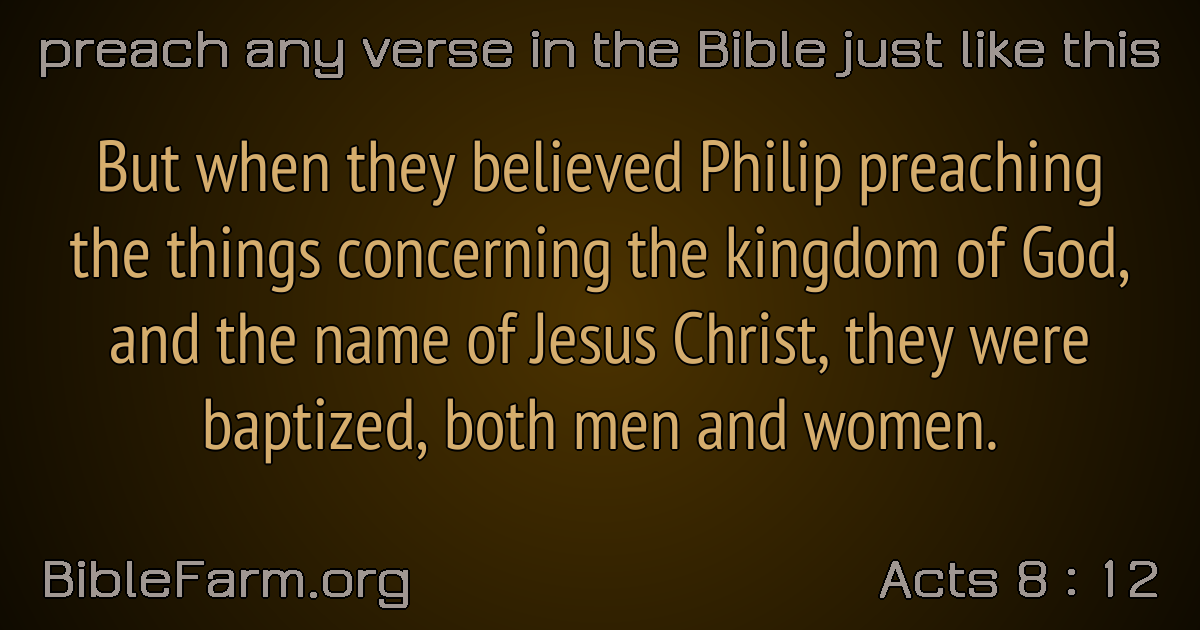 preach any verse in the Bible just like this
But when they believed Philip preaching
the things concerning the kingdom of God,
and the name of Jesus Christ, they were
baptized, both men and women.
BibleFarm.org
Acts 8 : 12